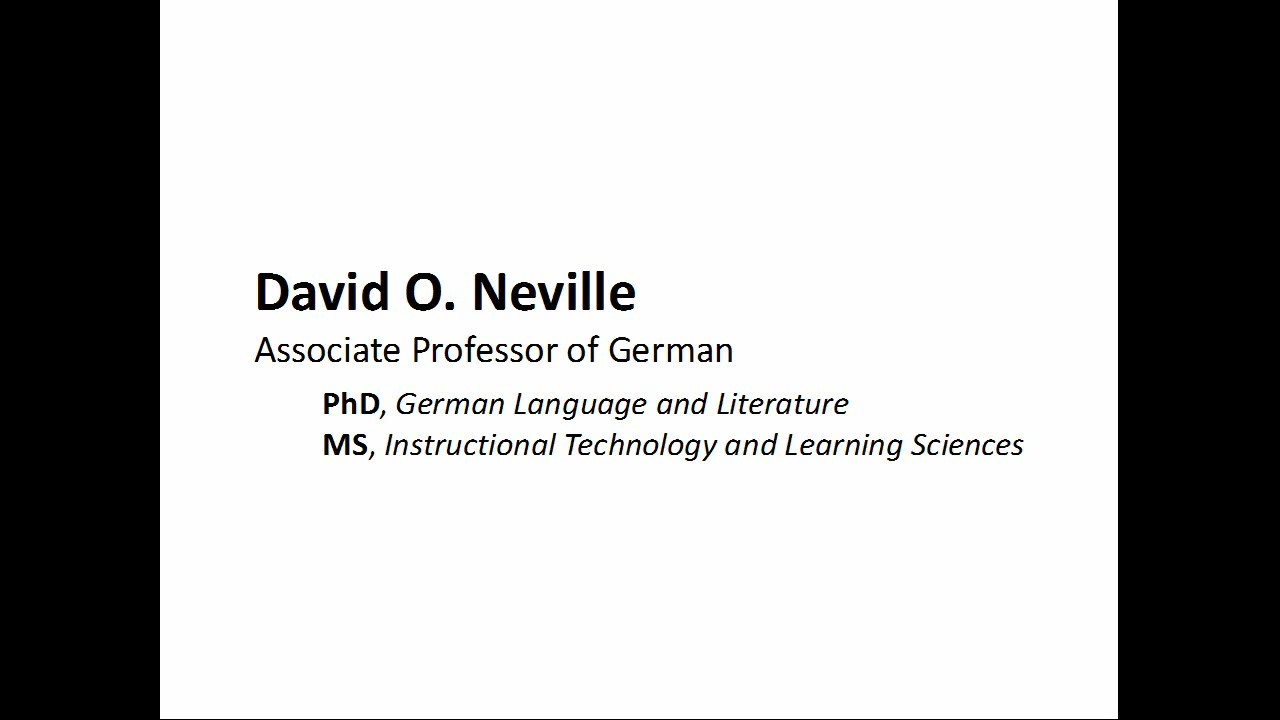 David O. Neville
Associate Professor of German
PhD, German Language and Literature
MS, Instructional Technology and Learning Sciences